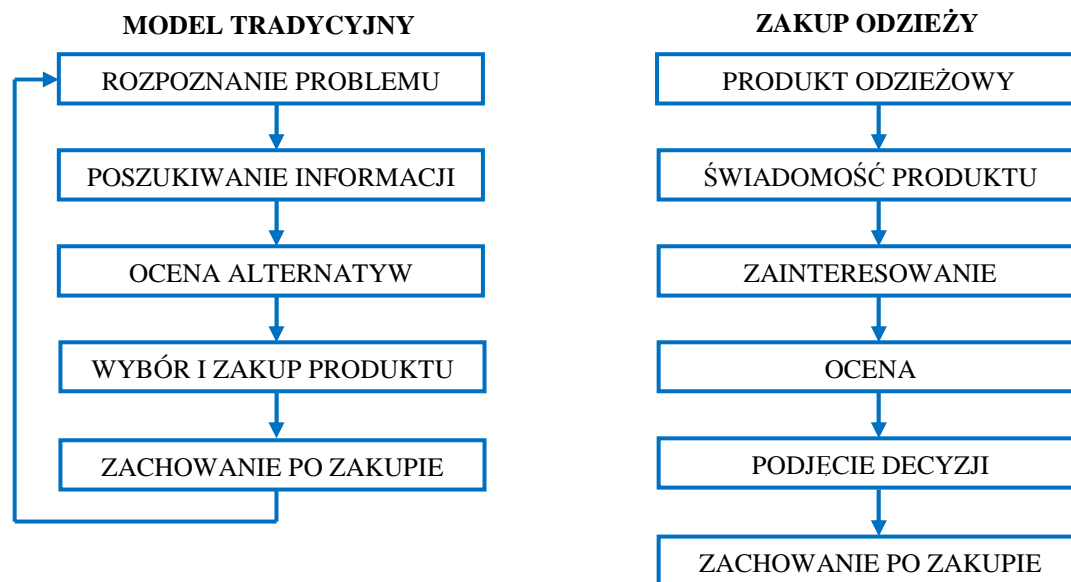 MODEL TRADYCYJNY
ROZPOZNANIE PROBLEMU
POSZUKIWANIE INFORMACJI
OCENA ALTERNATYW
WYBÓR I ZAKUP PRODUKTU
ZACHOWANIE PO ZAKUPIE
ZAKUP ODZIEŻY
PRODUKT ODZIEŻOWY
ŚWIADOMOŚĆ PRODUKTU
ZAINTERESOWANIE
OCENA
PODJĘCIE DECYZJI
ZACHOWANIE PO ZAKUPIE